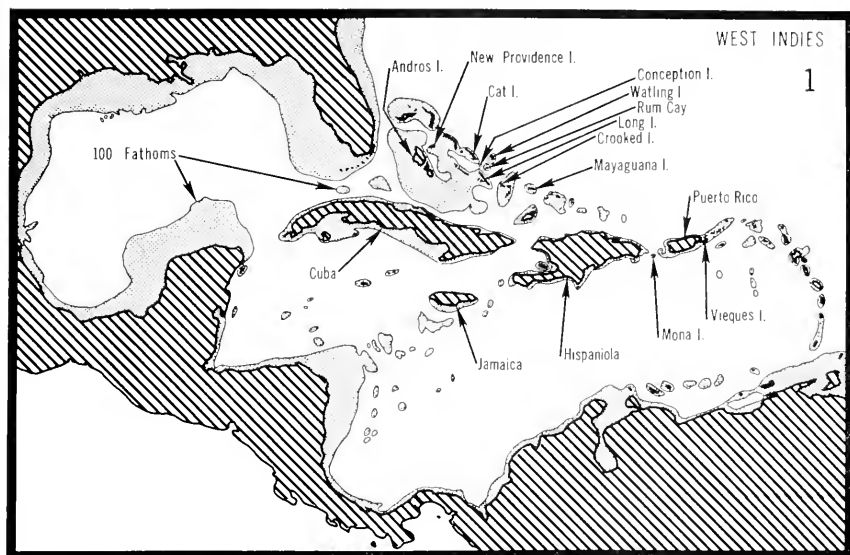 WEST INDIES
1
New Providence I.
Andros I.
Conception I.
Watling I
Cat I.
Rum Cay
Long I.
Crooked I.
100 Fathoms
Mayaguana I.
Puerto Rico
Cuba
Vieques I.
Mona I.
Hispaniola
Jamaica